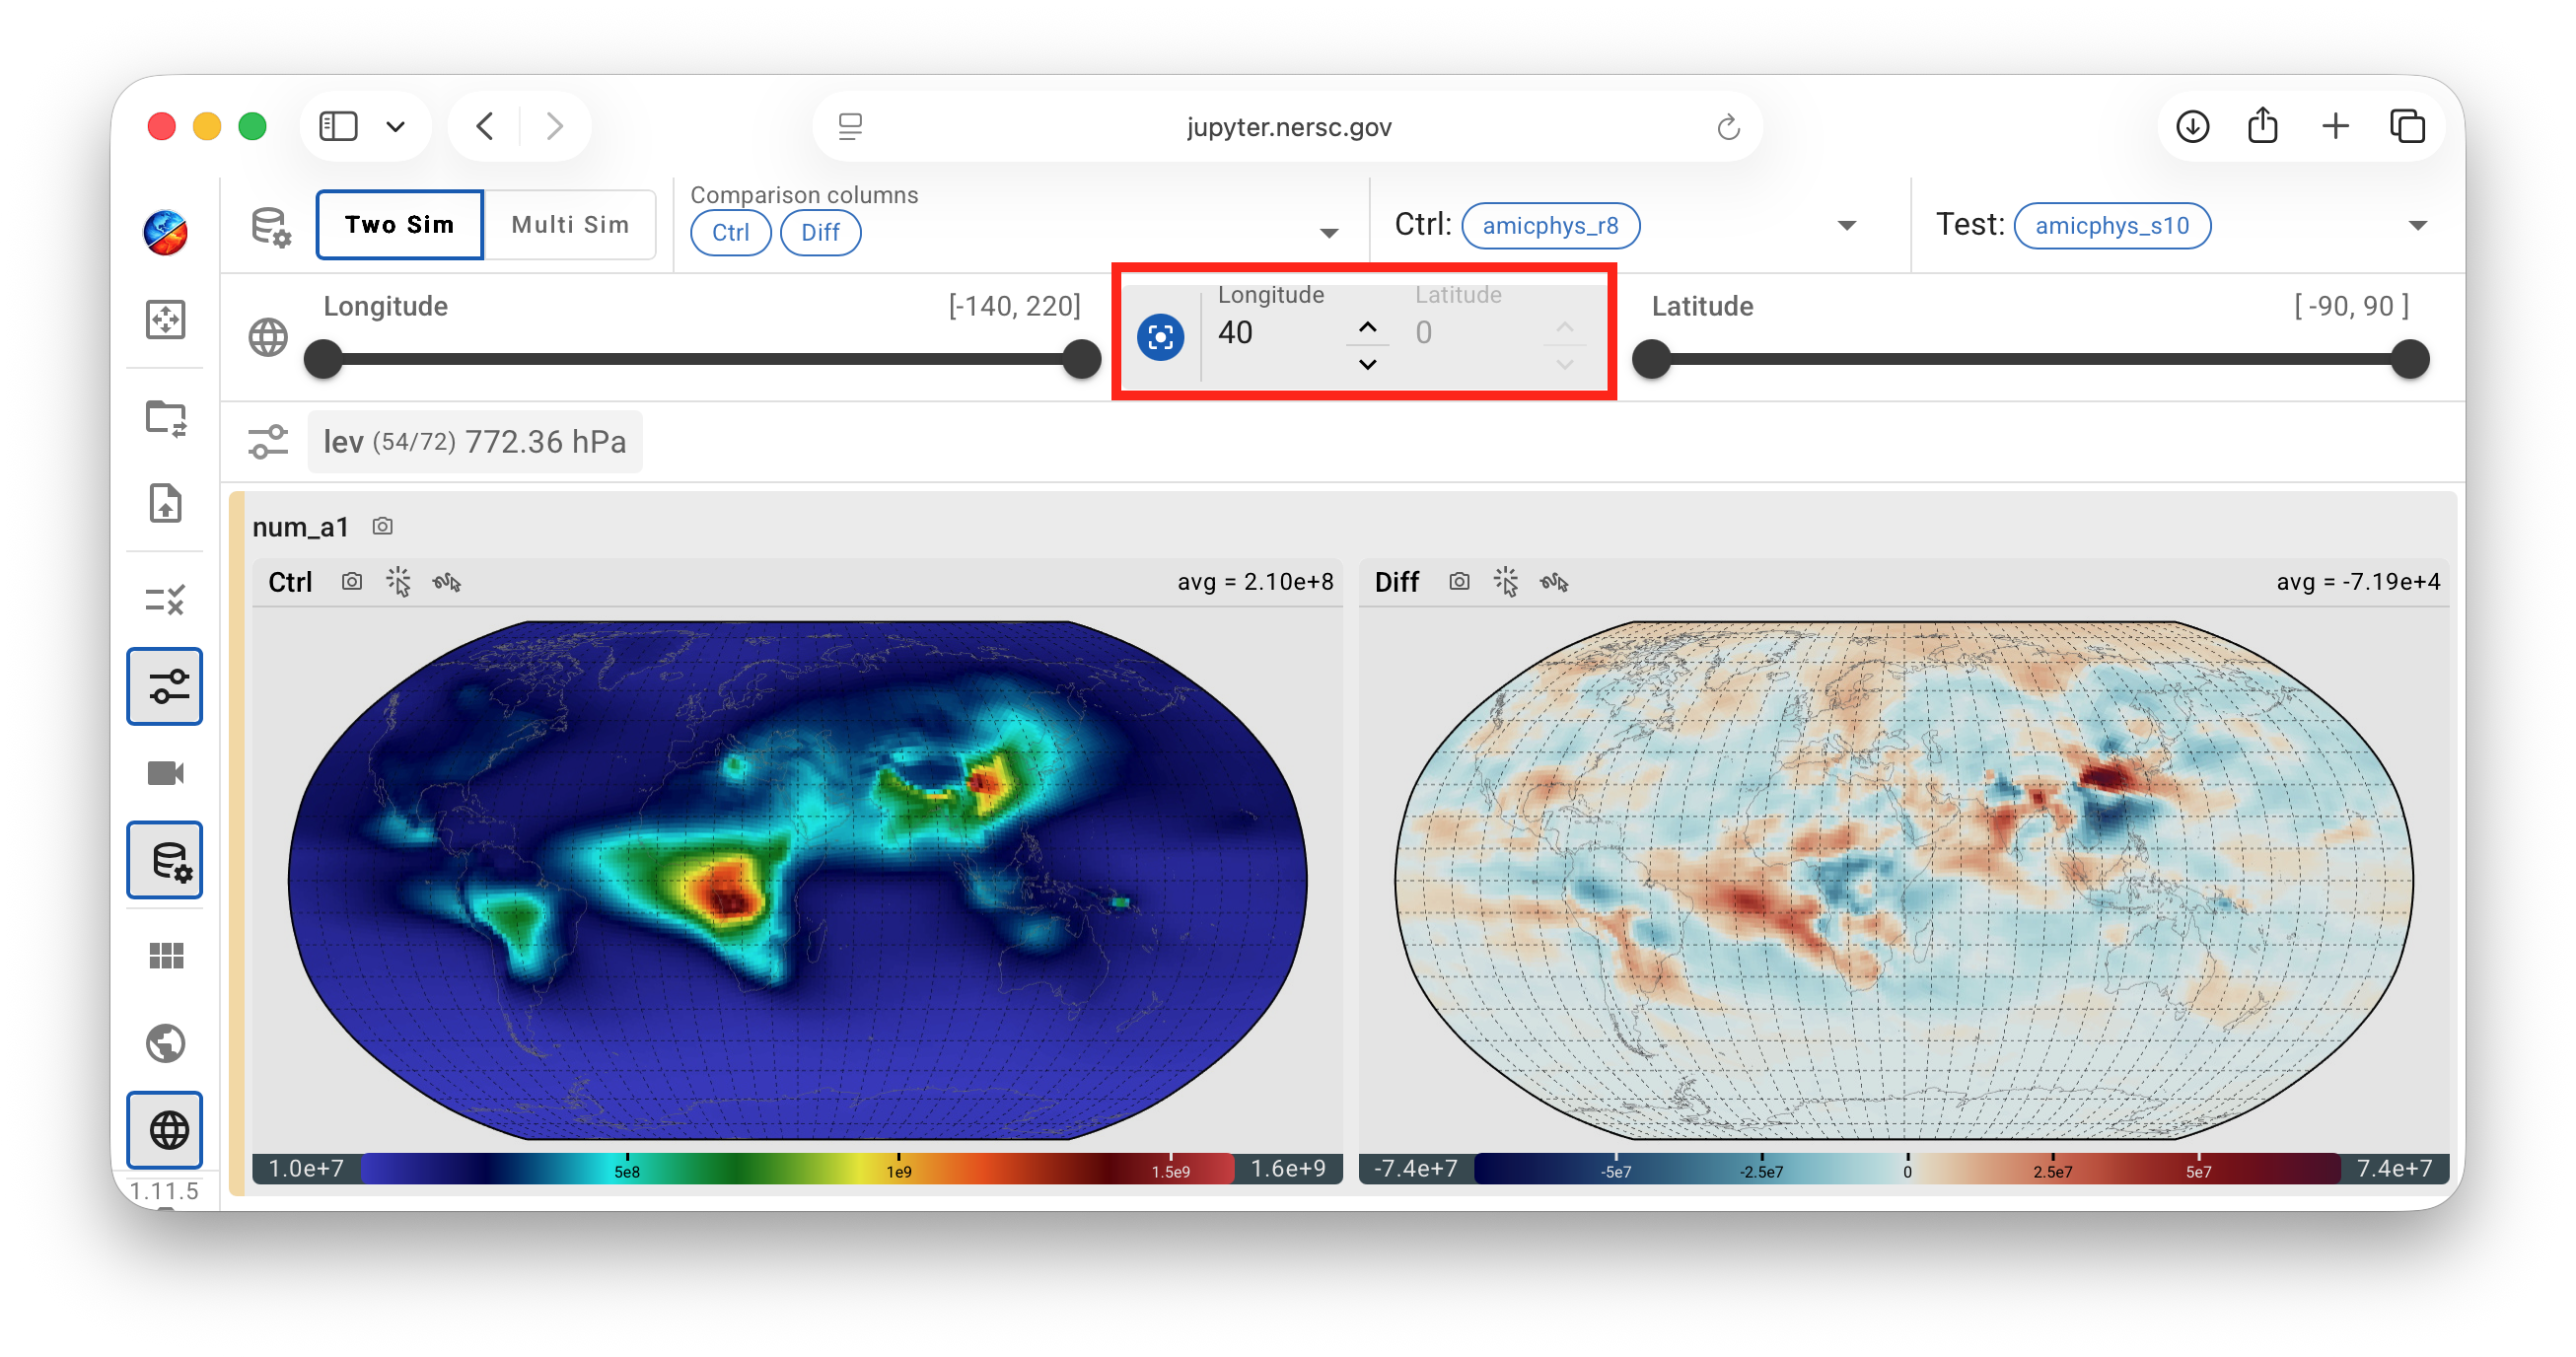 jupyter.nersc.gov
Two Sim
Multi Sim
Comparison columns
Ctrl
Diff
Ctrl: amicphys_r8
Test: amicphys_s10
Longitude
[-140, 220]
Longitude
40
Latitude
0
Latitude
[ -90, 90 ]
lev (54/72) 772.36 hPa
num_a1
Ctrl
avg = 2.10e+8
Diff
avg = -7.19e+4
1.0e+7
5e8
1e9
1.5e9
1.6e+9
-7.4e+7
-5e7
-2.5e7
0
2.5e7
5e7
7.4e+7
1.11.5